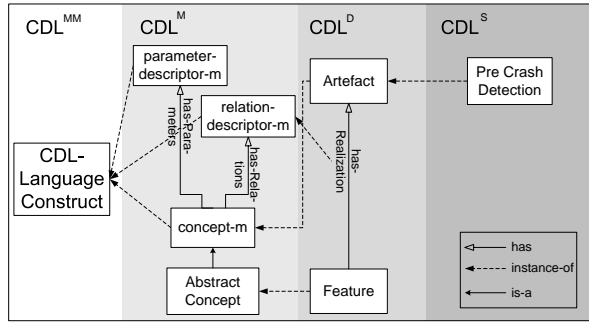 CDL^MM
CDL^M
CDL^D
CDL^S
parameter-
descriptor-m
relation-
descriptor-m
has-Para-
meters
has-Rela-
tions
CDL-
Language
Construct
concept-m
Abstract
Concept
Artefact
has-
Realization
Feature
Pre Crash
Detection
has
instance-of
is-a